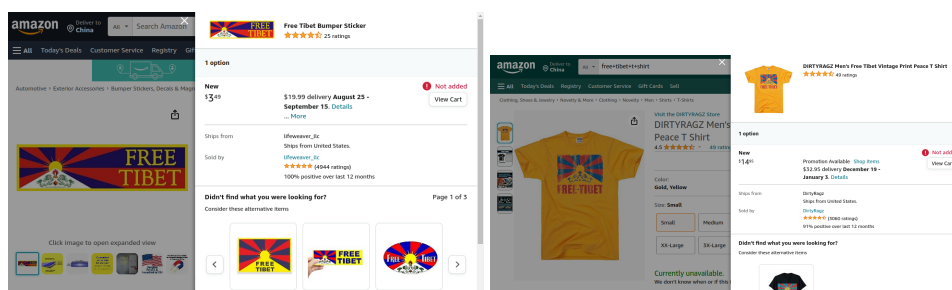 amazon
Deliver to
China
All
Search Amazon
All Today's Deals Customer Service Registry Gif
Automotive › Exterior Accessories › Bumper Stickers, Decals & Magn
FREE
TIBET
Click image to open expanded view
FREE
TIBET
Free Tibet Bumper Sticker
25 ratings
1 option
New
$3.49
$19.99 delivery August 25 -
September 15. Details
... More
Not added
View Cart
Ships from
lifeweaver_llc
Ships from United States.
Sold by
lifeweaver_llc
(4944 ratings)
100% positive over last 12 months
Didn't find what you were looking for?
Page 1 of 3
Consider these alternative items
FREE
TIBET
FREE
TIBET
FREE TIBET
amazon
Deliver to
China
All
free+tibet+t+shirt
All Today's Deals Registry Customer Service Gift Cards Sell
Clothing, Shoes & Jewelry › Novelty & More › Clothing › Novelty › Men › Shirts › T-Shirts
Visit the DIRTYRAGZ Store
DIRTYRAGZ Men's
Peace T Shirt
4.5
49 ratin
FREE-TIBET
Color:
Gold, Yellow
Size: Small
Small
Medium
XX-Large
3X-Large
Currently unavailable.
We don't know when or if this i
DIRTYRAGZ Men's Free Tibet Vintage Print Peace T Shirt
49 ratings
1 option
New
$14.95
Promotion Available Shop items
$32.95 delivery December 19 -
January 3. Details
Not add
View Car
Ships from
DirtyRagz
Ships from United States.
Sold by
DirtyRagz
(3060 ratings)
91% positive over last 12 months
Didn't find what you were looking for?
Consider these alternative items